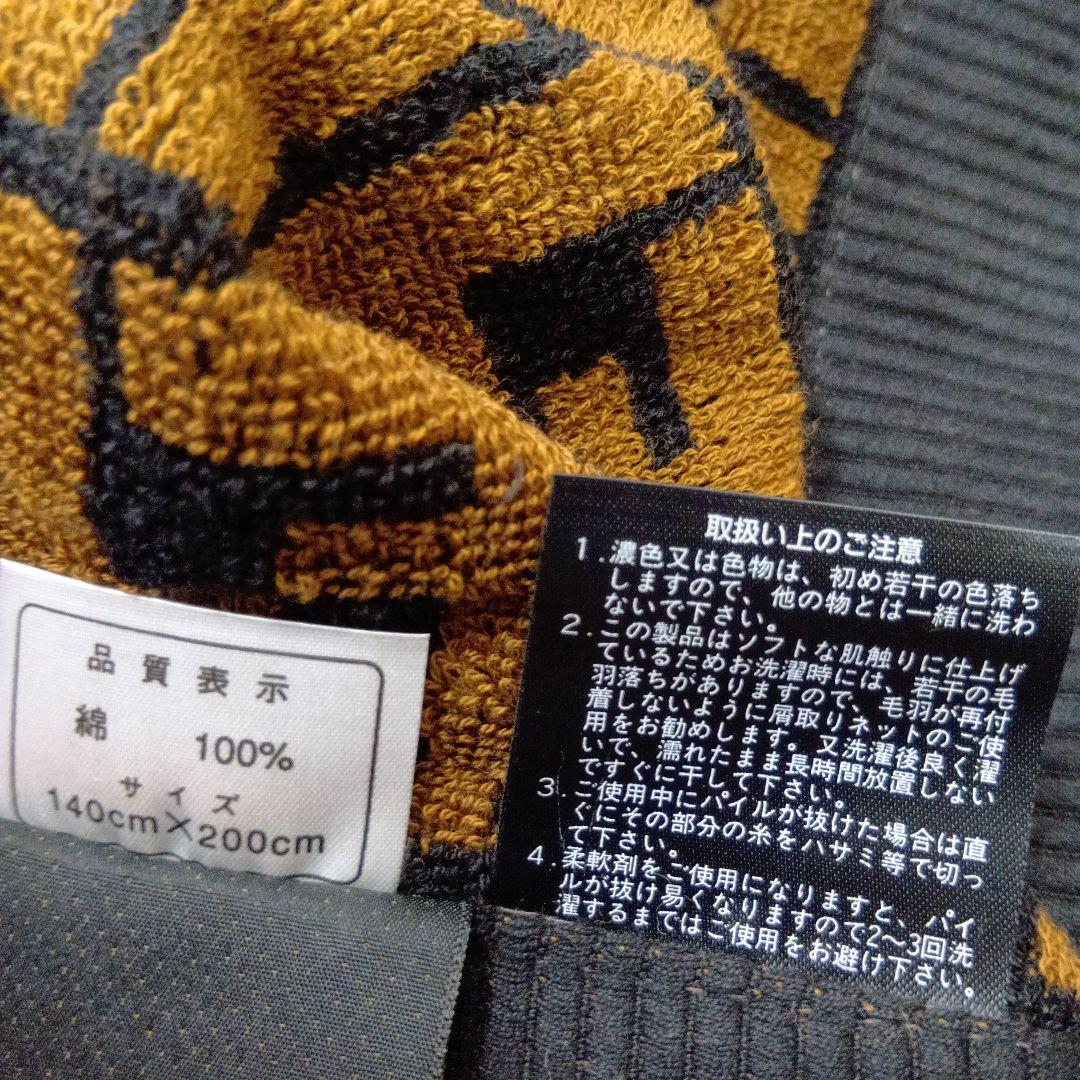 品質表示
綿 100%
サイズ
140cm×200cm
取扱い上のご注意
1.濃色又は色物は、初め若干の色落ち
しますので、他の物とは一緒に洗わ
ないで下さい。
2.この製品はソフトな肌触りに仕上げ
ているためお洗濯時には、若干の毛
羽落ちがありますので、毛羽が再付
着しないように屑取りネットのご使
用をお勧めします。又洗濯後良く濯
いで、濡れたまま長時間放置しない
ですぐに干して下さい。
3.ご使用中にパイルが抜けた場合は直
ぐにその部分の糸をハサミ等で切っ
て下さい。
4.柔軟剤をご使用になりますと、パイ
ルが抜け易くなりますので2〜3回洗
濯するまではご使用をお避け下さい。